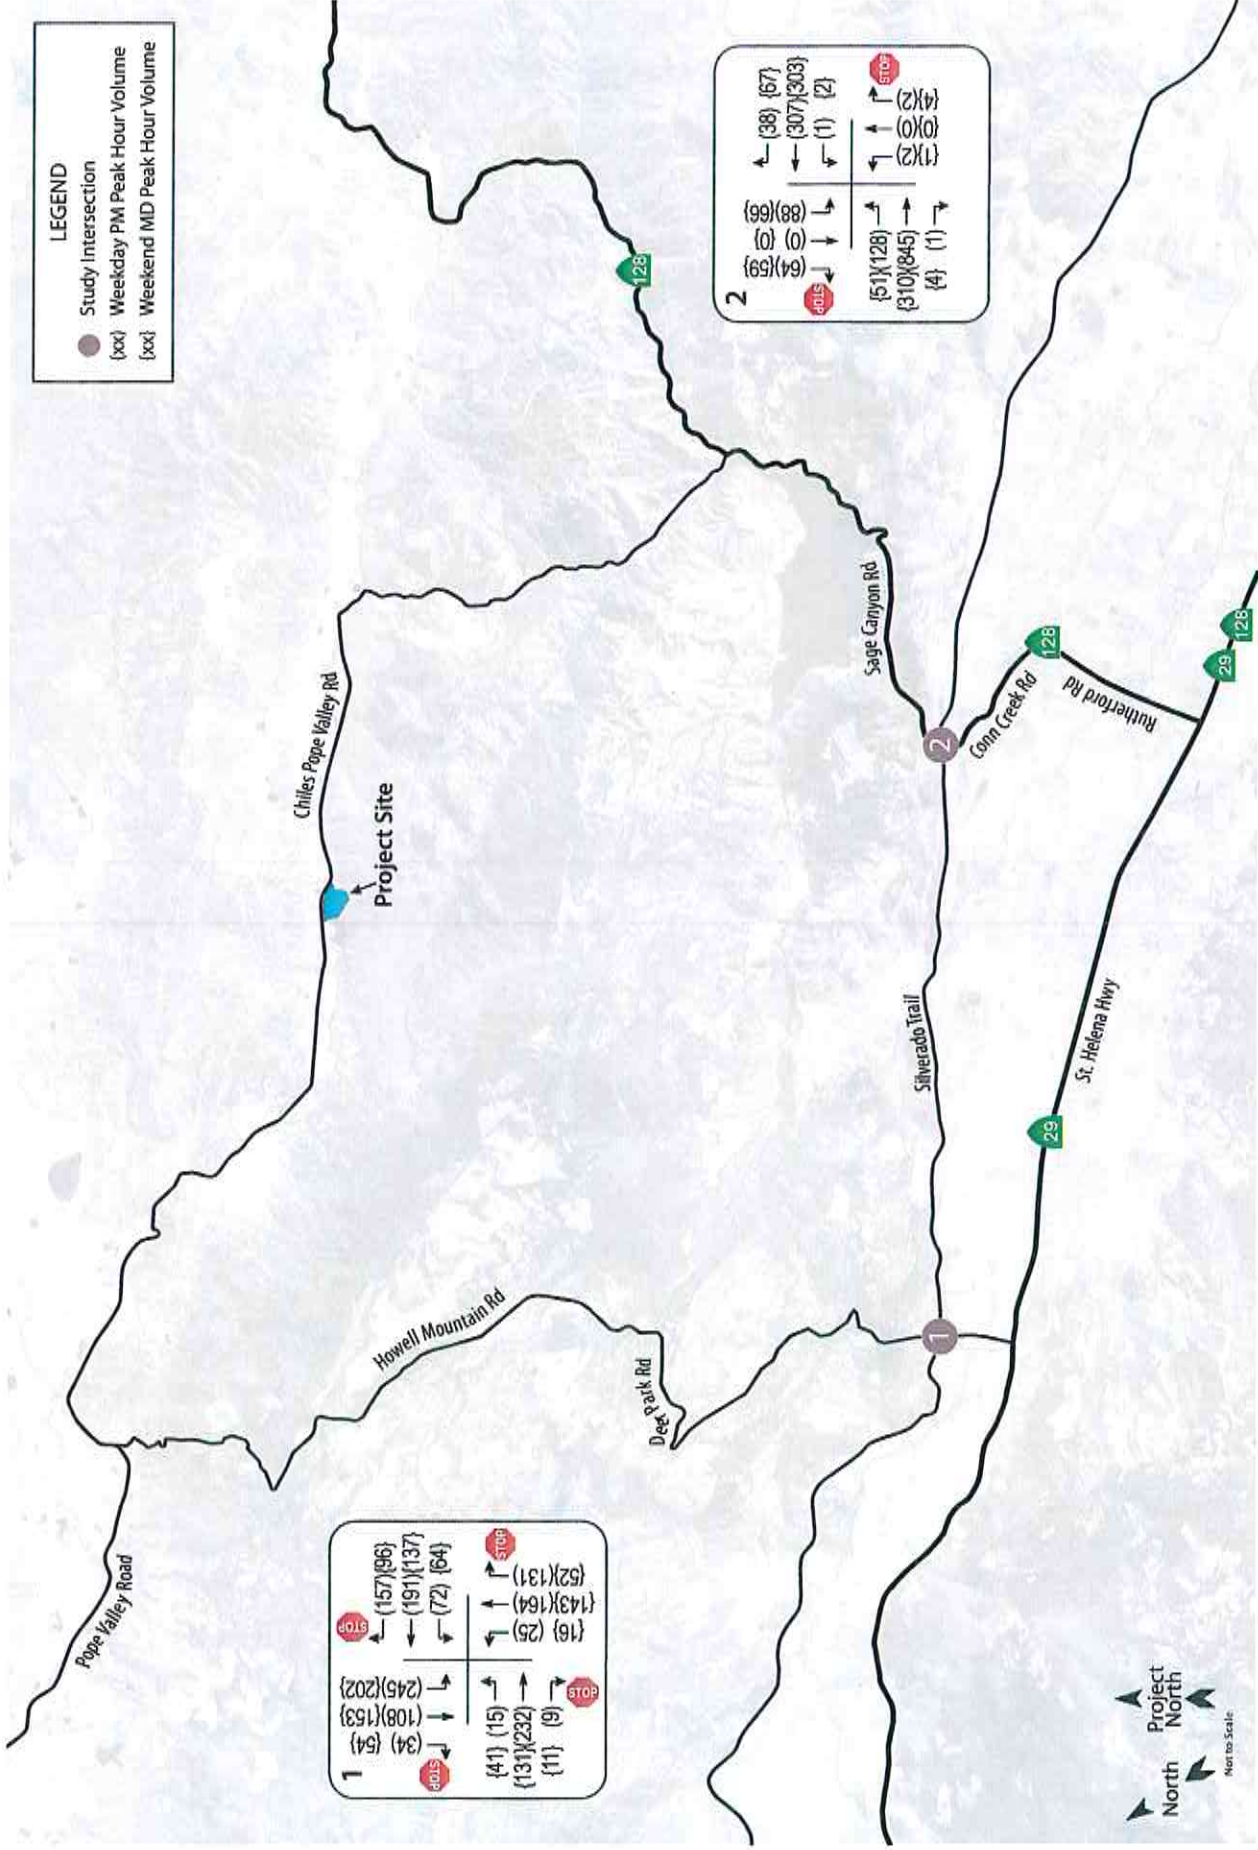 LEGEND
Study Intersection
(xx) Weekday PM Peak Hour Volume
{xx} Weekend MD Peak Hour Volume
1
STOP
STOP
STOP
STOP
(34) {54}
(108){153}
(245){202}
(157){96}
(191){137}
(72) {64}
{41} (15)
{131}(232)
{11} (9)
{16} (25)
{143}(164)
{52}(131)
2
STOP
STOP
(64){59}
(0) {0}
(88){66}
(38) {67}
(307){303}
(1) {2}
{51}(128)
{310}(845)
{4} (1)
{1}(2)
{0}(0)
{4}(2)
Pope Valley Road
Howell Mountain Rd
Deer Park Rd
Chiles Pope Valley Rd
Project Site
128
Sage Canyon Rd
Silverado Trail
1
2
Conn Creek Rd
128
Rutherford Rd
St. Helena Hwy
29
29
128
North
Project
North
Not to Scale